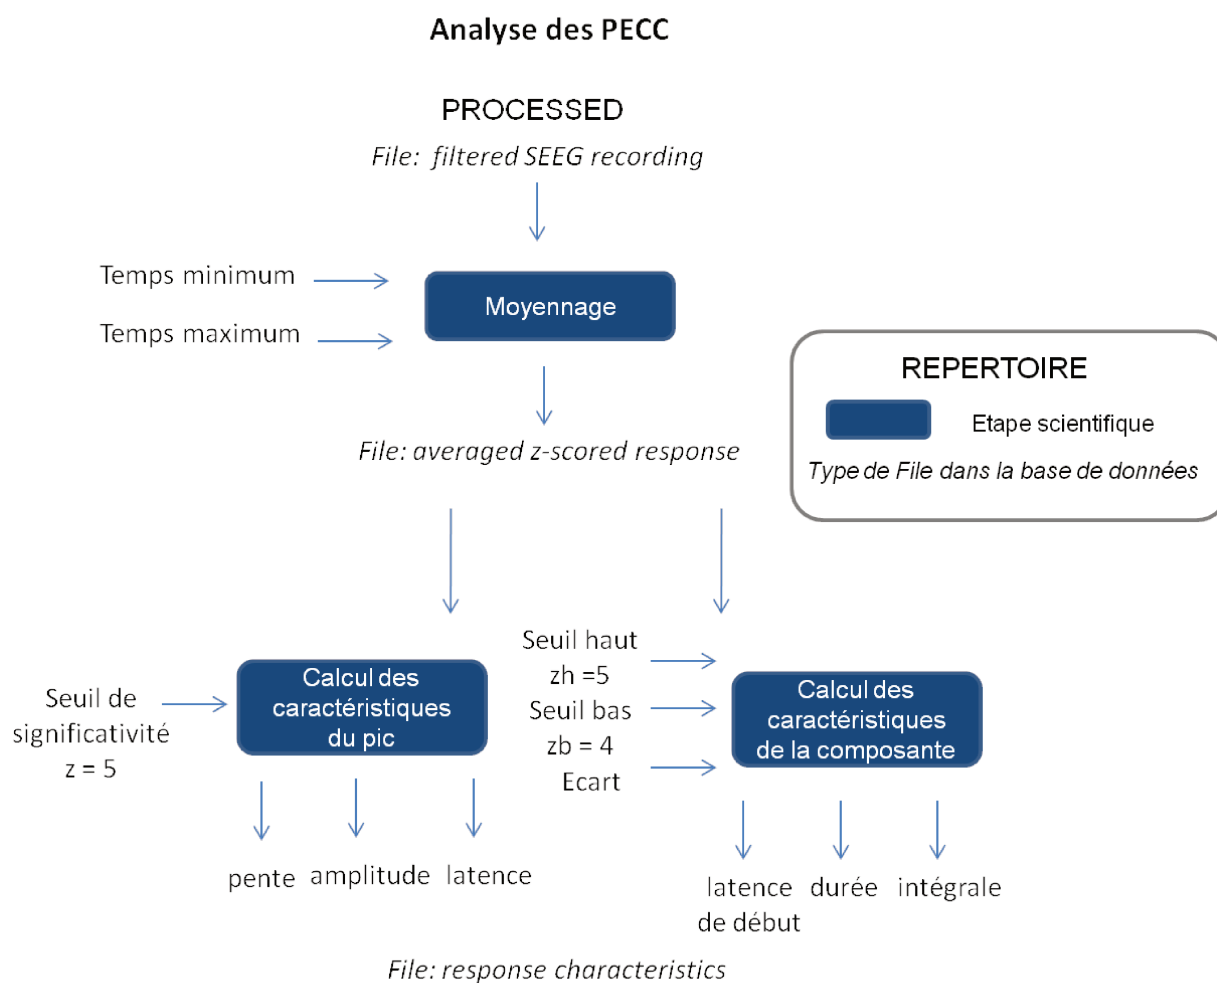 Analyse des PECC
PROCESSED
File: filtered SEEG recording
Temps minimum
Temps maximum
Moyennage
REPERTOIRE
Etape scientifique
Type de File dans la base de données
File: averaged z-scored response
Seuil de
significativité
z = 5
Calcul des
caractéristiques
du pic
Seuil haut
zh =5
Seuil bas
zb = 4
Ecart
Calcul des
caractéristiques
de la composante
pente
amplitude
latence
latence
de début
durée
intégrale
File: response characteristics